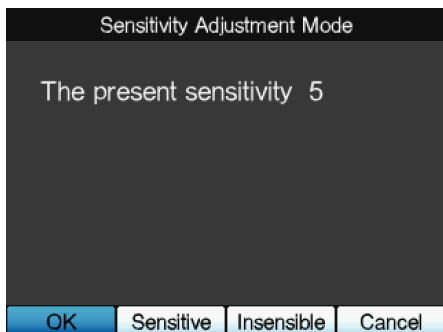 Sensitivity Adjustment Mode
The present sensitivity 5
OK Sensitive Insensible Cancel